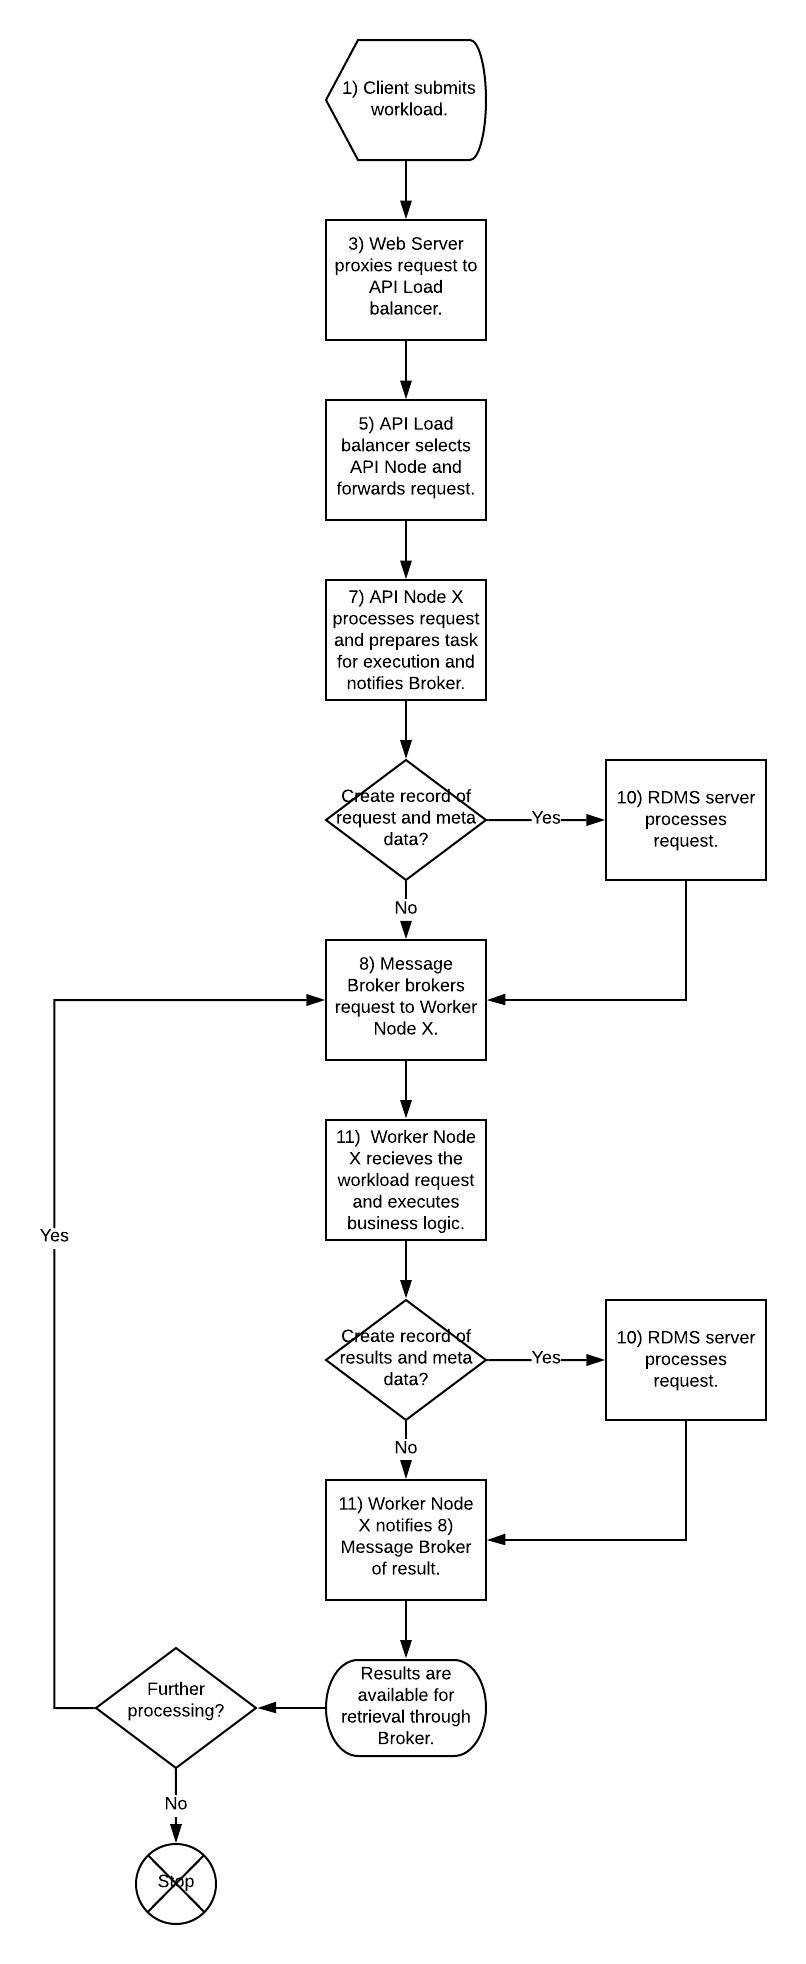 1) Client submits
workload.
3) Web Server
proxies request to
API Load
balancer.
5) API Load
balancer selects
API Node and
forwards request.
7) API Node X
processes request
and prepares task
for execution and
notifies Broker.
Create record of
request and meta
data?
Yes
10) RDMS server
processes
request.
No
8) Message
Broker brokers
request to Worker
Node X.
11)  Worker Node
X recieves the
workload request
and executes
business logic.
Yes
Create record of
results and meta
data?
Yes
10) RDMS server
processes
request.
No
11) Worker Node
X notifies 8)
Message Broker
of result.
Results are
available for
retrieval through
Broker.
Further
processing?
No
Stop